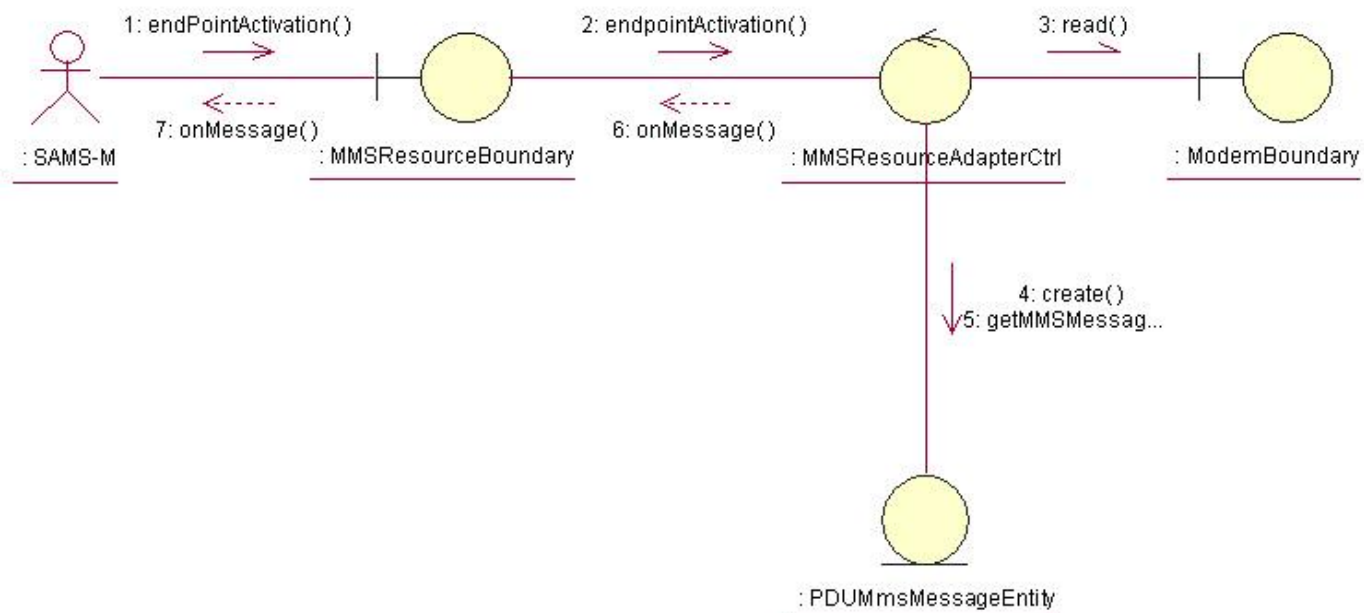 1: endPointActivation()
2: endpointActivation()
3: read()
7: onMessage()
6: onMessage()
: SAMS-M
: MMSResourceBoundary
: MMSResourceAdapterCtrl
: ModemBoundary
4: create()
5: getMMSMessag...
: PDUMmsMessageEntity